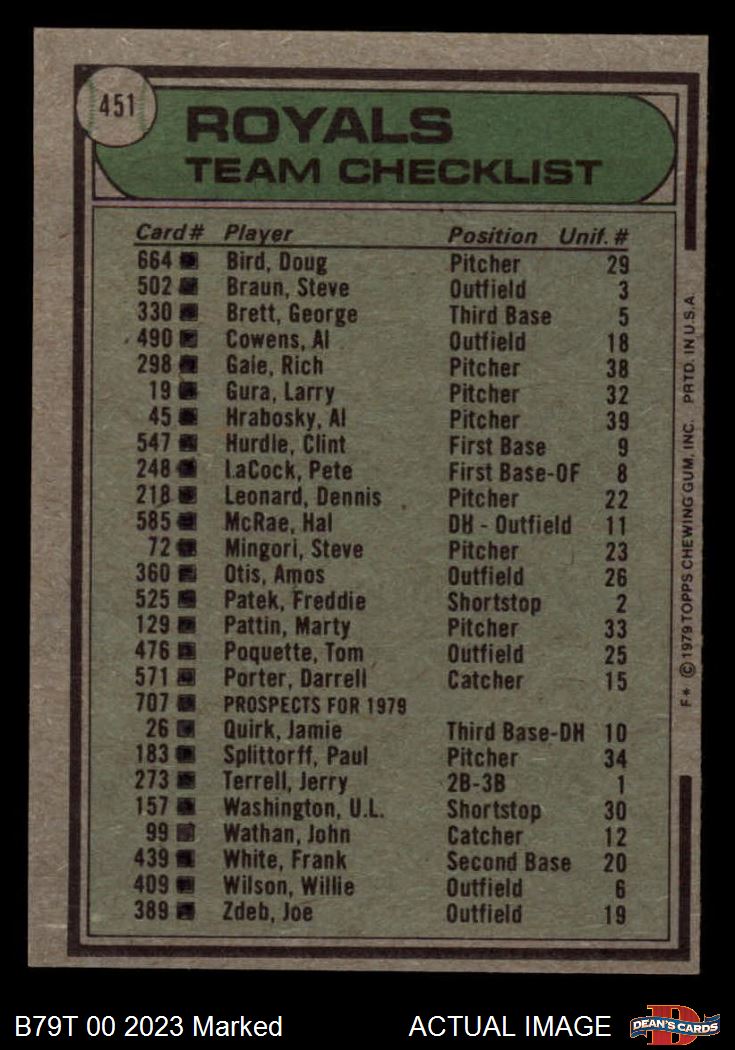 451
ROYALS
TEAM CHECKLIST
Card # Player Position Unif. #
664 Bird, Doug Pitcher 29
502 Braun, Steve Outfield 3
330 Brett, George Third Base 5
490 Cowens, Al Outfield 18
298 Gale, Rich Pitcher 38
19 Gura, Larry Pitcher 32
45 Hrabosky, Al Pitcher 39
547 Hurdle, Clint First Base 9
248 LaCock, Pete First Base-OF 8
218 Leonard, Dennis Pitcher 22
585 McRae, Hal DH - Outfield 11
72 Mingori, Steve Pitcher 23
360 Otis, Amos Outfield 26
525 Patek, Freddie Shortstop 2
129 Pattin, Marty Pitcher 33
476 Poquette, Tom Outfield 25
571 Porter, Darrell Catcher 15
707 PROSPECTS FOR 1979
26 Quirk, Jamie Third Base-DH 10
183 Splittorff, Paul Pitcher 34
273 Terrell, Jerry 2B-3B 1
157 Washington, U.L. Shortstop 30
99 Wathan, John Catcher 12
439 White, Frank Second Base 20
409 Wilson, Willie Outfield 6
389 Zdeb, Joe Outfield 19
F* © 1979 TOPPS CHEWING GUM, INC. PRTD. IN U.S.A.
B79T 00 2023 Marked
ACTUAL IMAGE
D
DEAN'S CARDS